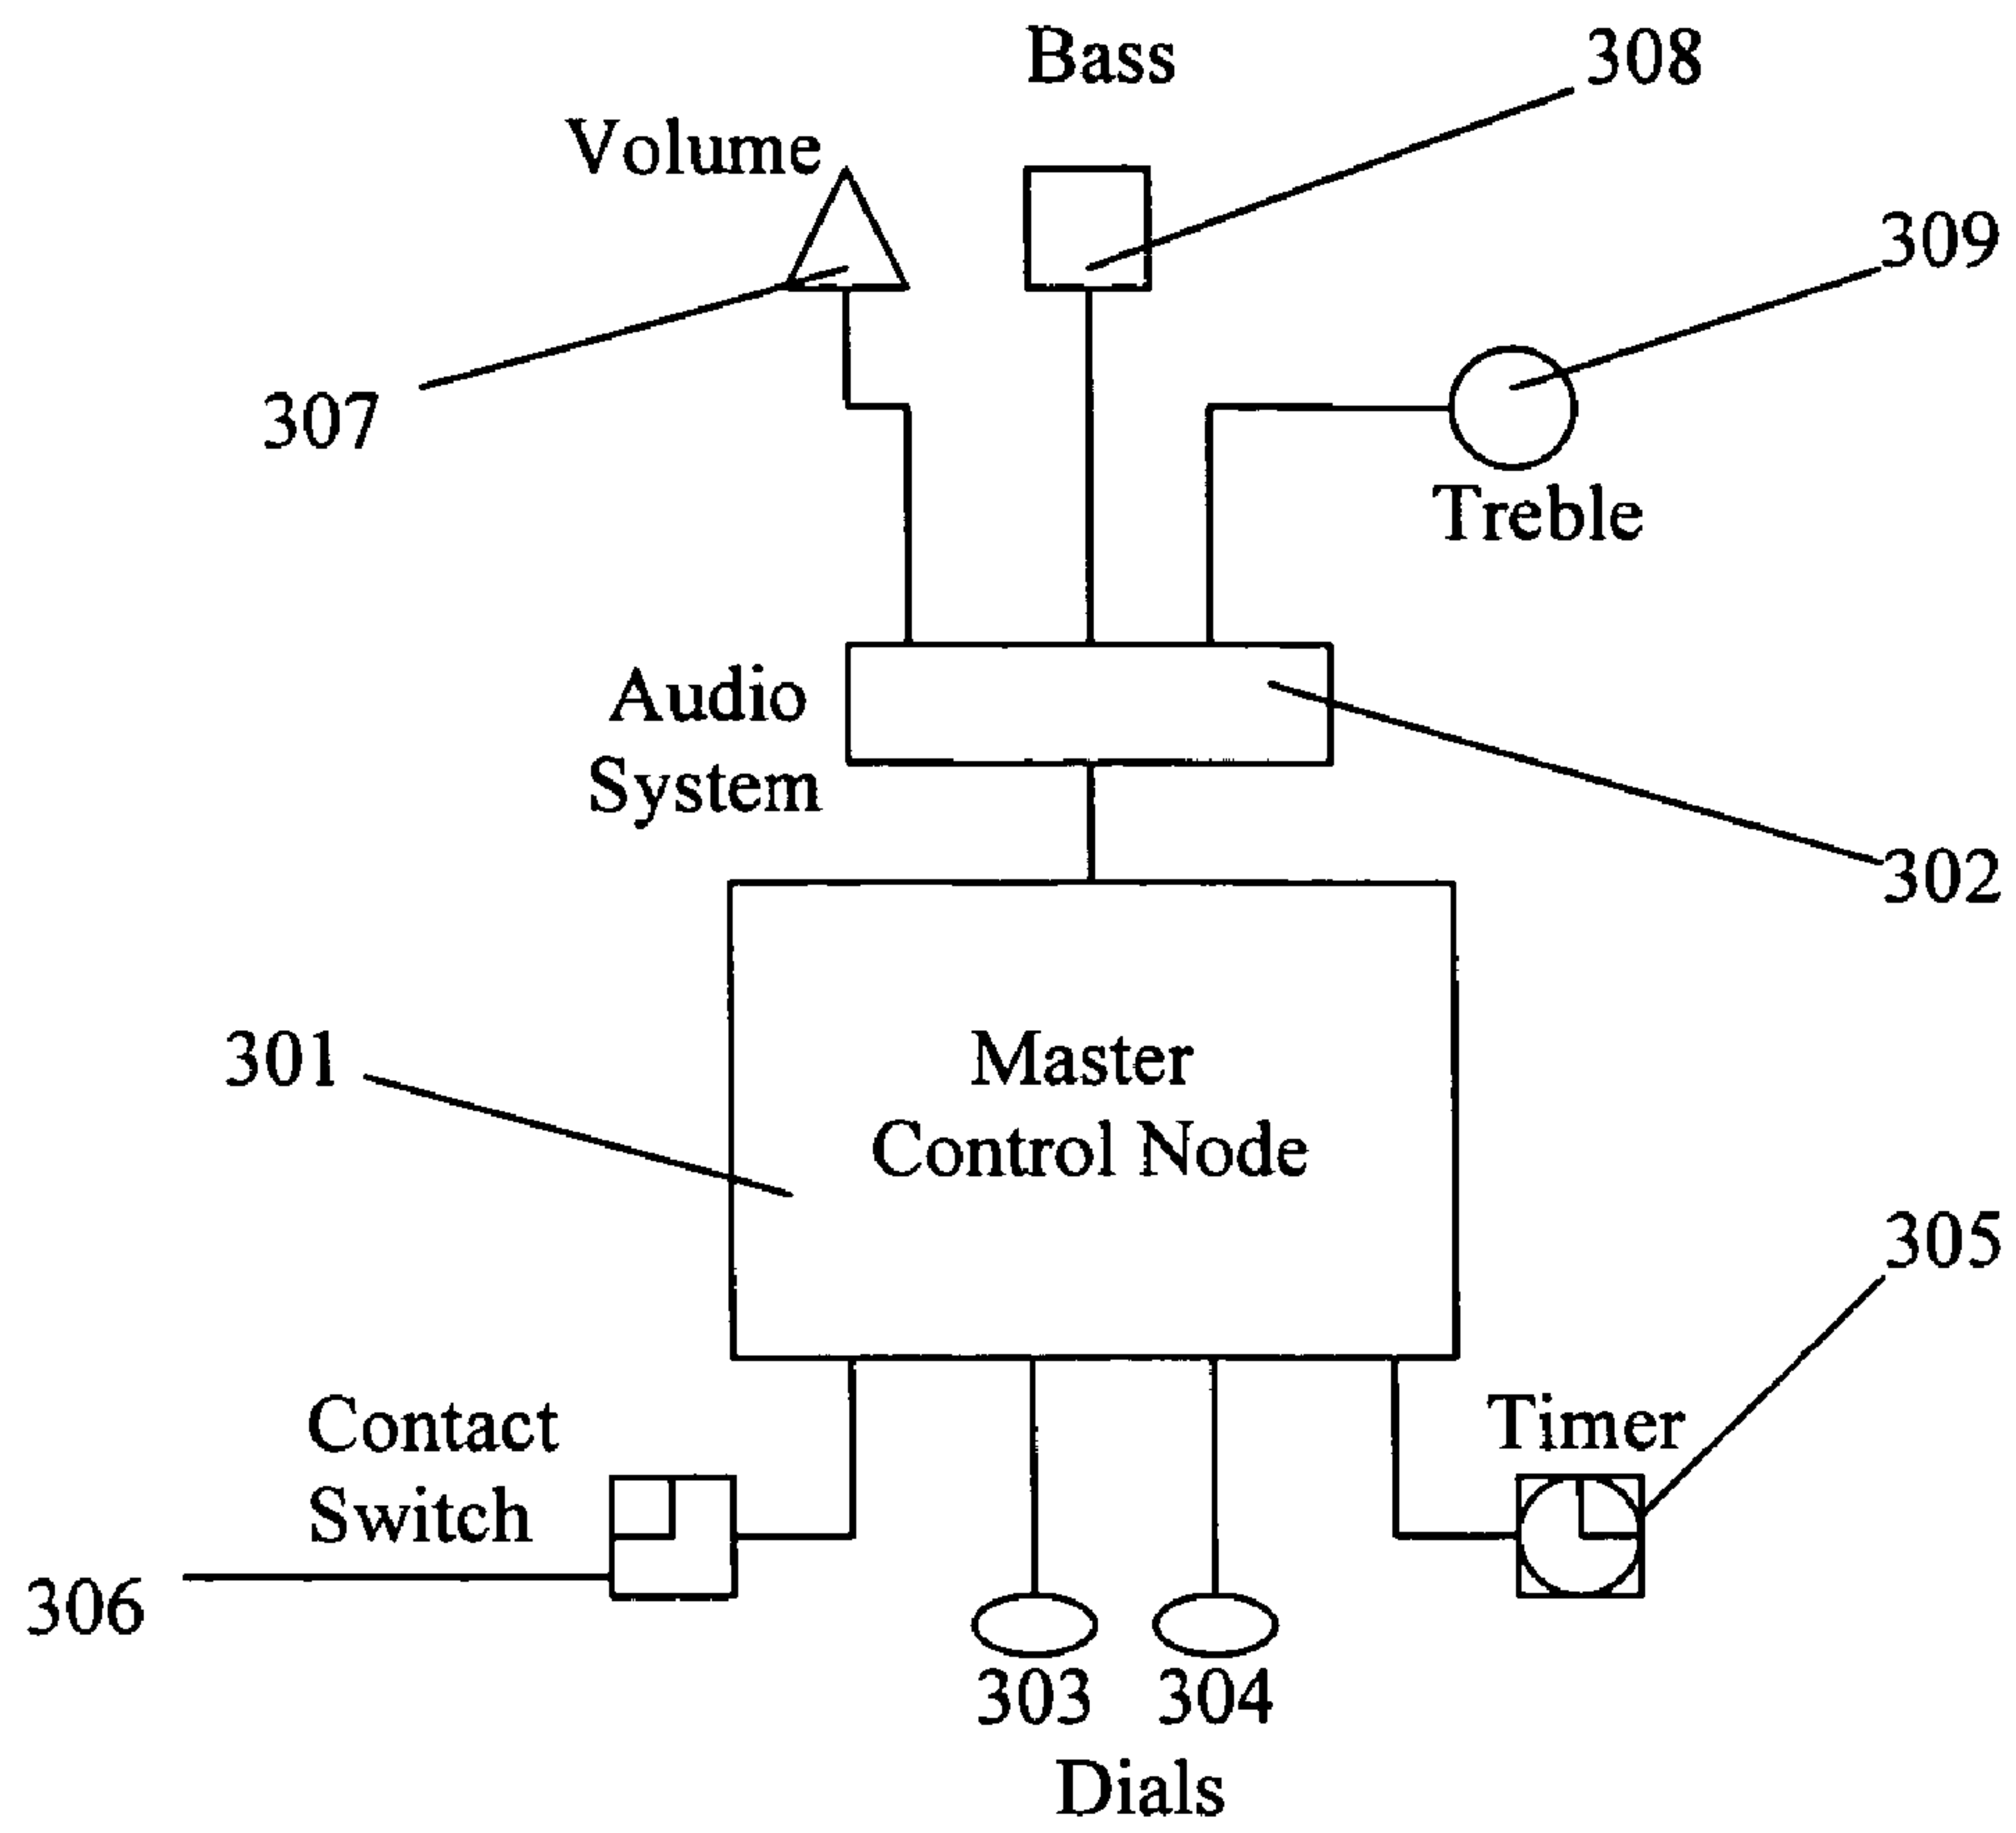 Bass
308
Volume
309
307
Treble
Audio
System
302
Master
Control Node
301
305
Contact
Switch
Timer
306
303 304
Dials